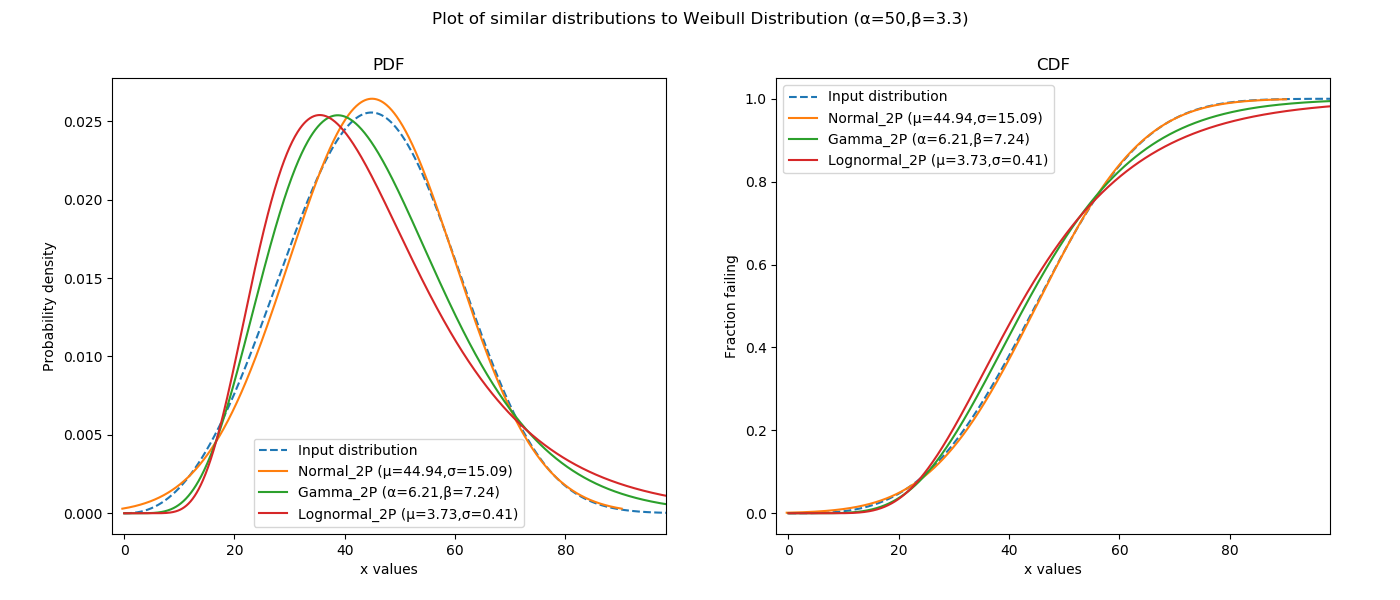 Plot of similar distributions to Weibull Distribution (α=50,β=3.3)
PDF
Probability density
0.025
0.020
0.015
0.010
0.005
0.000
Input distribution
Normal_2P (μ=44.94,σ=15.09)
Gamma_2P (α=6.21,β=7.24)
Lognormal_2P (μ=3.73,σ=0.41)
0 20 40 60 80
x values
CDF
Fraction failing
1.0
0.8
0.6
0.4
0.2
0.0
Input distribution
Normal_2P (μ=44.94,σ=15.09)
Gamma_2P (α=6.21,β=7.24)
Lognormal_2P (μ=3.73,σ=0.41)
0 20 40 60 80
x values